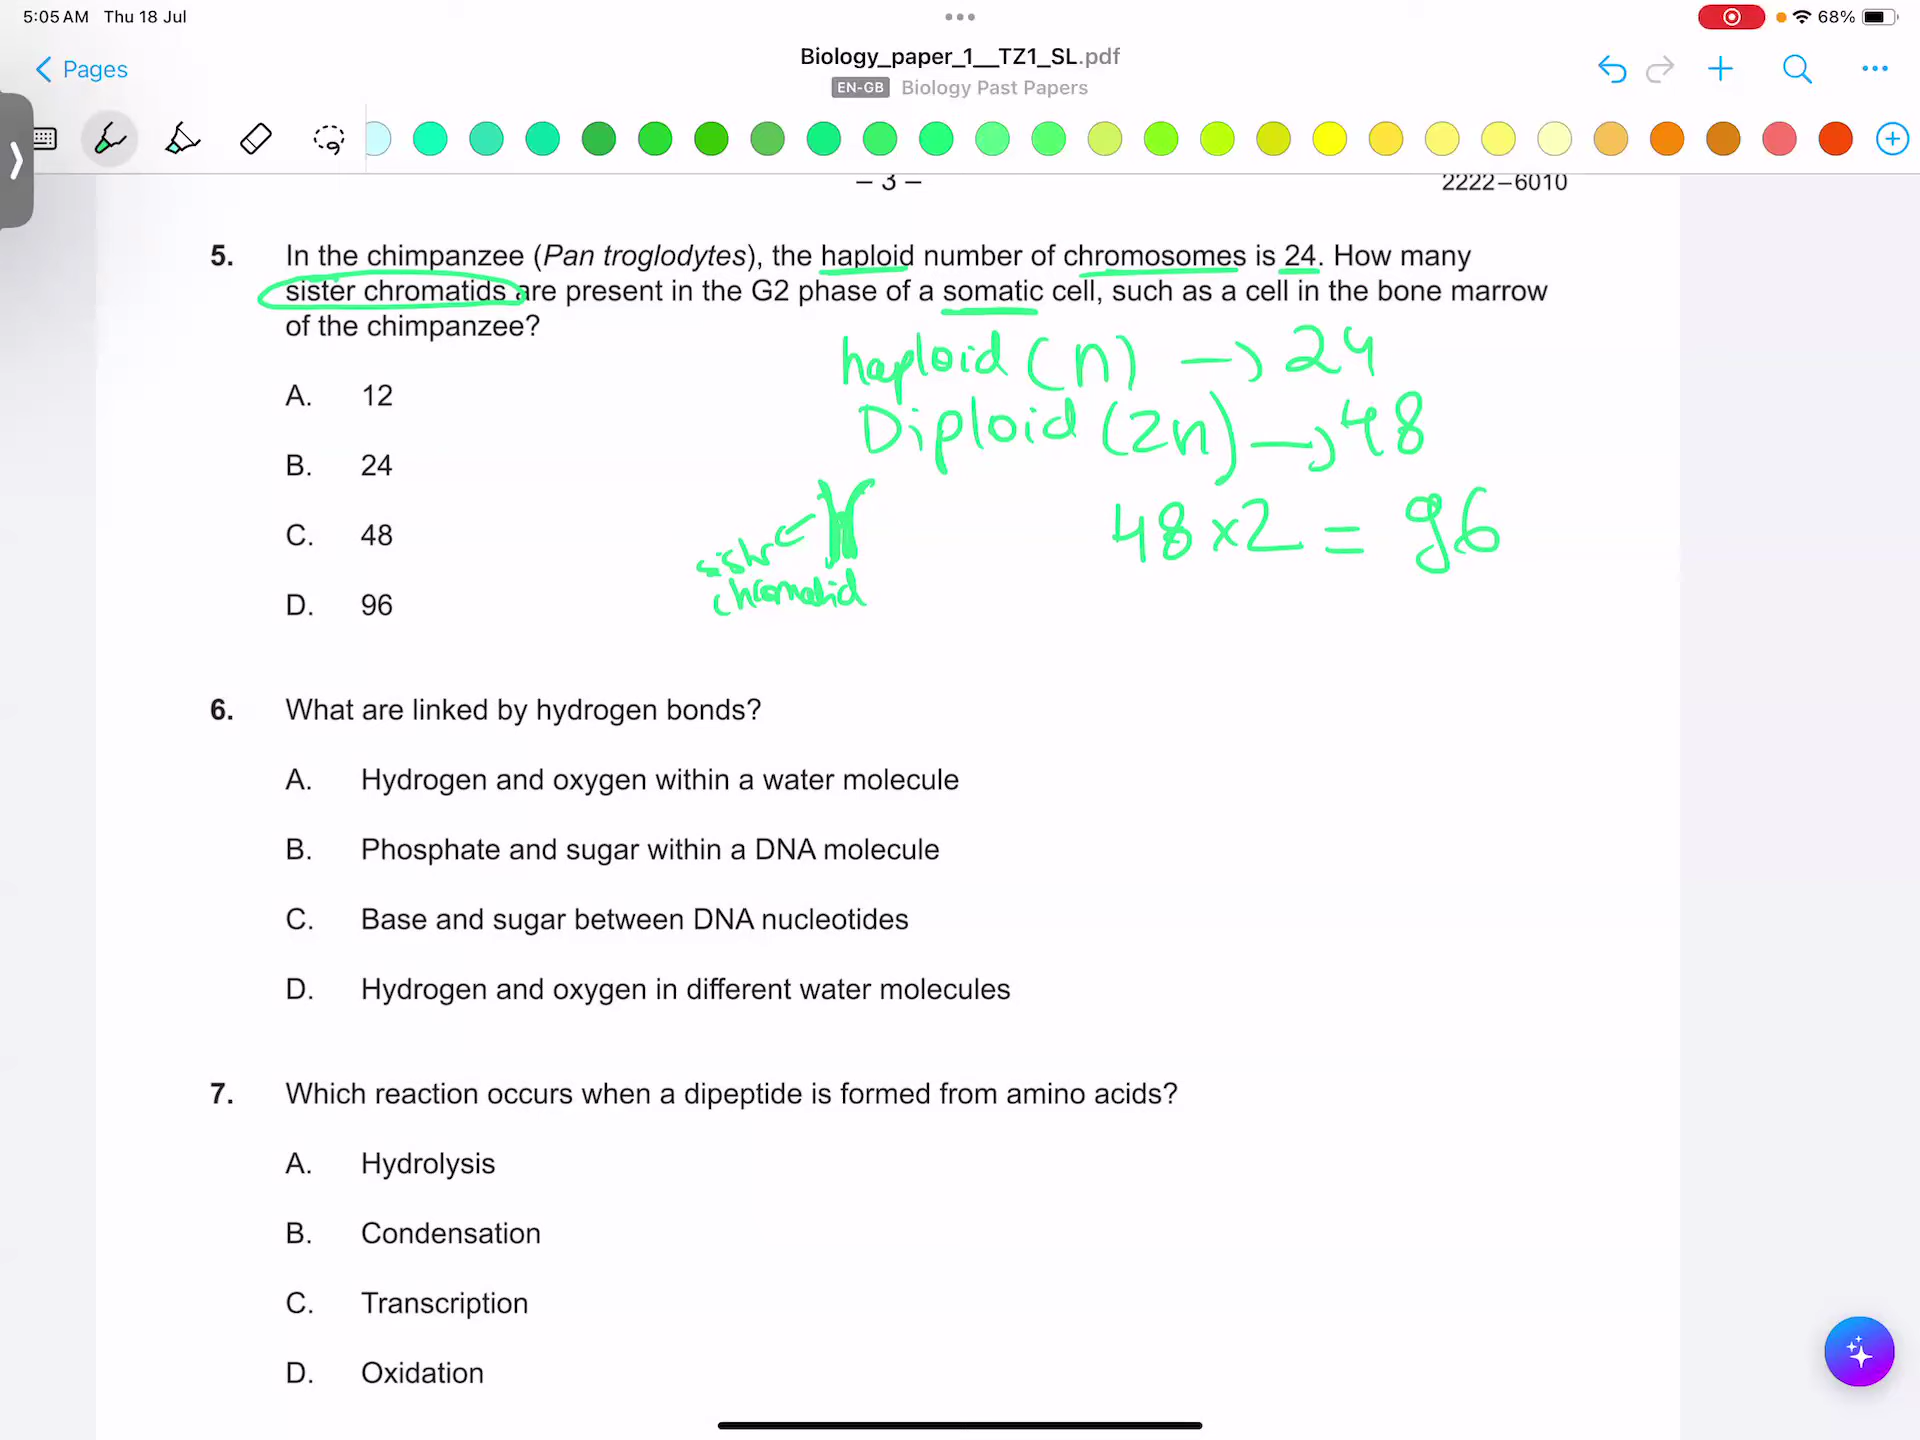 5:05 AM Thu 18 Jul
68%
Pages
Biology_paper_1__TZ1_SL.pdf
EN-GB Biology Past Papers
– 3 –
2222–6010
5. In the chimpanzee (Pan troglodytes), the haploid number of chromosomes is 24. How many
sister chromatids are present in the G2 phase of a somatic cell, such as a cell in the bone marrow
of the chimpanzee?
haploid (n) → 24
A. 12
Diploid (2n) → 48
B. 24
48 x 2 = 96
C. 48
sistr
chromatid
D. 96
6. What are linked by hydrogen bonds?
A. Hydrogen and oxygen within a water molecule
B. Phosphate and sugar within a DNA molecule
C. Base and sugar between DNA nucleotides
D. Hydrogen and oxygen in different water molecules
7. Which reaction occurs when a dipeptide is formed from amino acids?
A. Hydrolysis
B. Condensation
C. Transcription
D. Oxidation